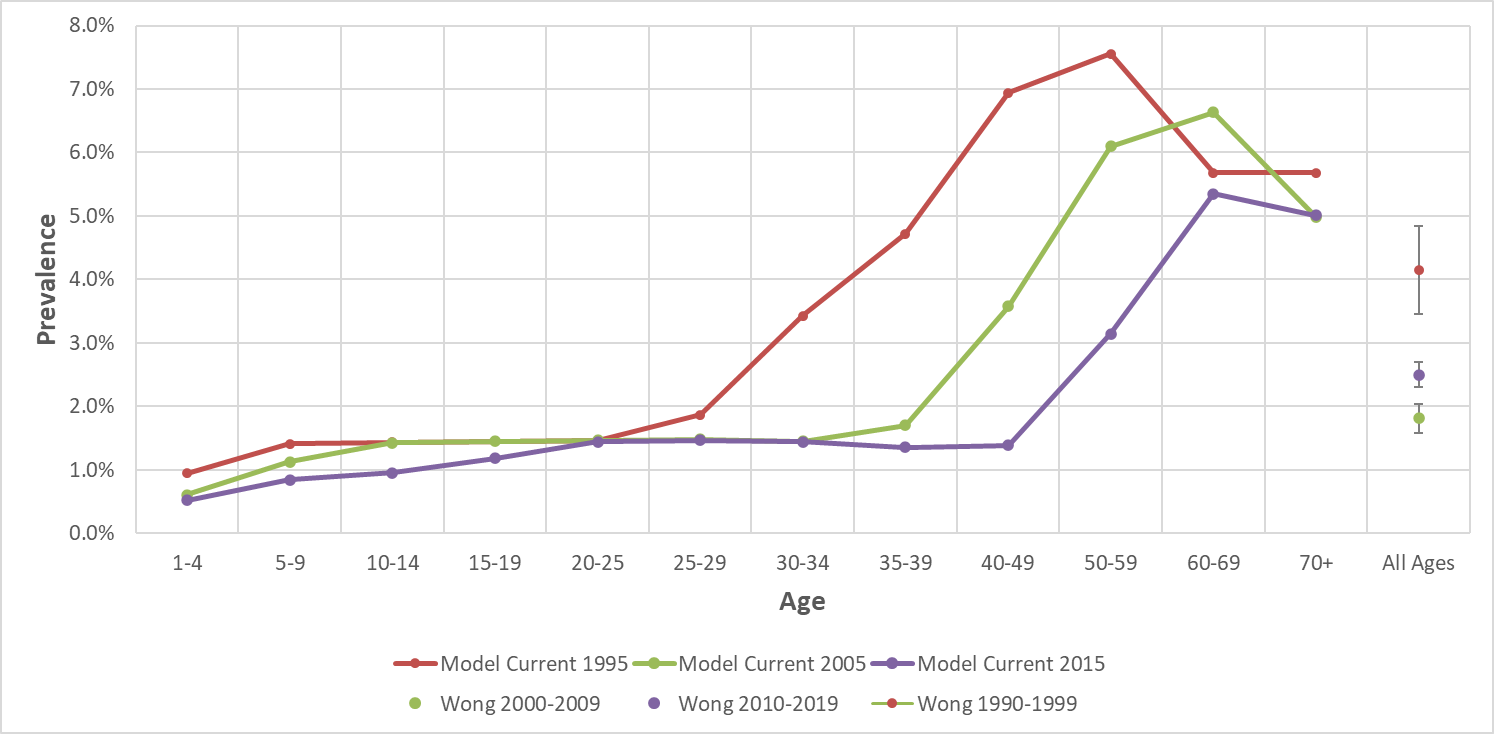 8.0%
7.0%
6.0%
5.0%
4.0%
3.0%
2.0%
1.0%
0.0%
Prevalence
1-4 5-9 10-14 15-19 20-25 25-29 30-34 35-39 40-49 50-59 60-69 70+ All Ages
Age
Model Current 1995 Model Current 2005 Model Current 2015
Wong 2000-2009 Wong 2010-2019 Wong 1990-1999